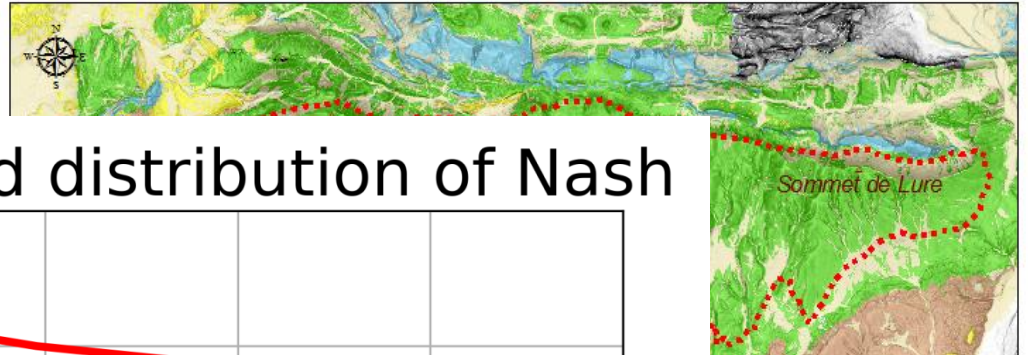 N
W E
S
d distribution of Nash
Sommet de Lure